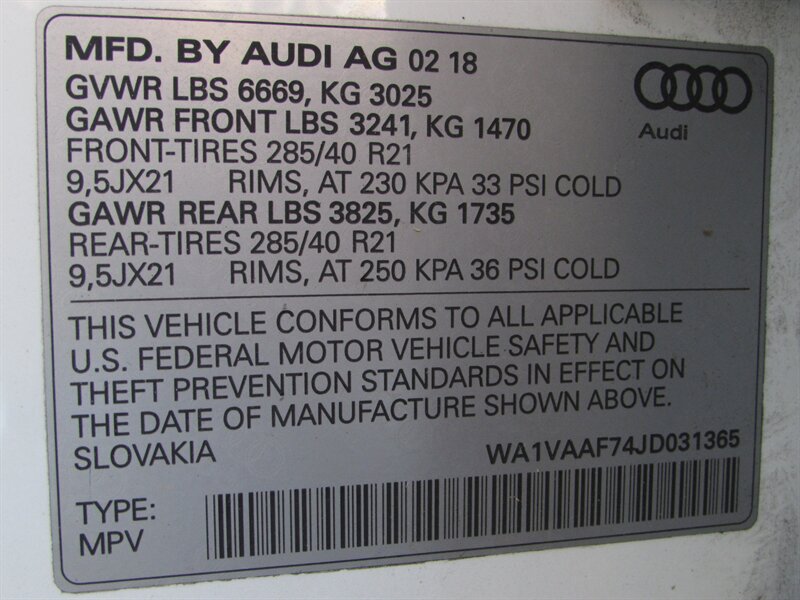 MFD. BY AUDI AG 02 18
GVWR LBS 6669, KG 3025
GAWR FRONT LBS 3241, KG 1470
FRONT-TIRES 285/40 R21
9,5JX21 RIMS, AT 230 KPA 33 PSI COLD
GAWR REAR LBS 3825, KG 1735
REAR-TIRES 285/40 R21
9,5JX21 RIMS, AT 250 KPA 36 PSI COLD
Audi
THIS VEHICLE CONFORMS TO ALL APPLICABLE
U.S. FEDERAL MOTOR VEHICLE SAFETY AND
THEFT PREVENTION STANDARDS IN EFFECT ON
THE DATE OF MANUFACTURE SHOWN ABOVE.
SLOVAKIA WA1VAAF74JD031365
TYPE:
MPV